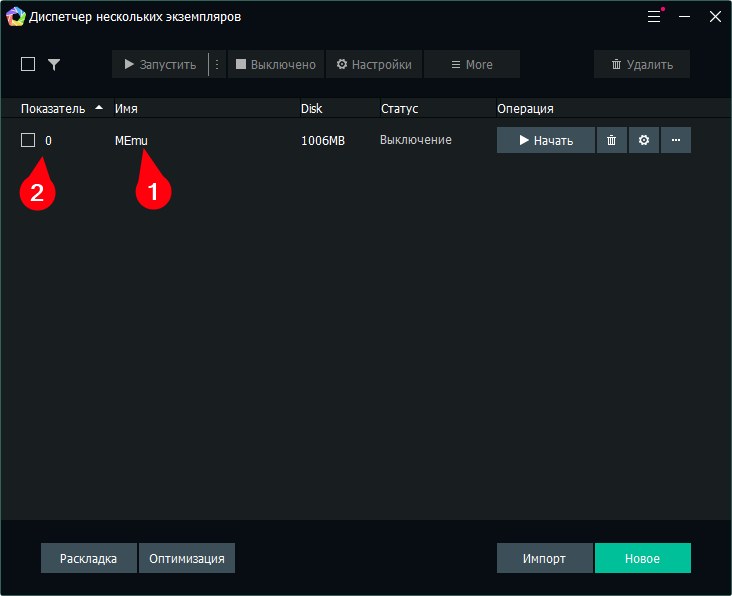 Диспетчер нескольких экземпляров
Запустить Выключено Настройки More Удалить
Показатель Имя Disk Статус Операция
0 MEmu 1006MB Выключение Начать
2 1
Раскладка Оптимизация Импорт Новое